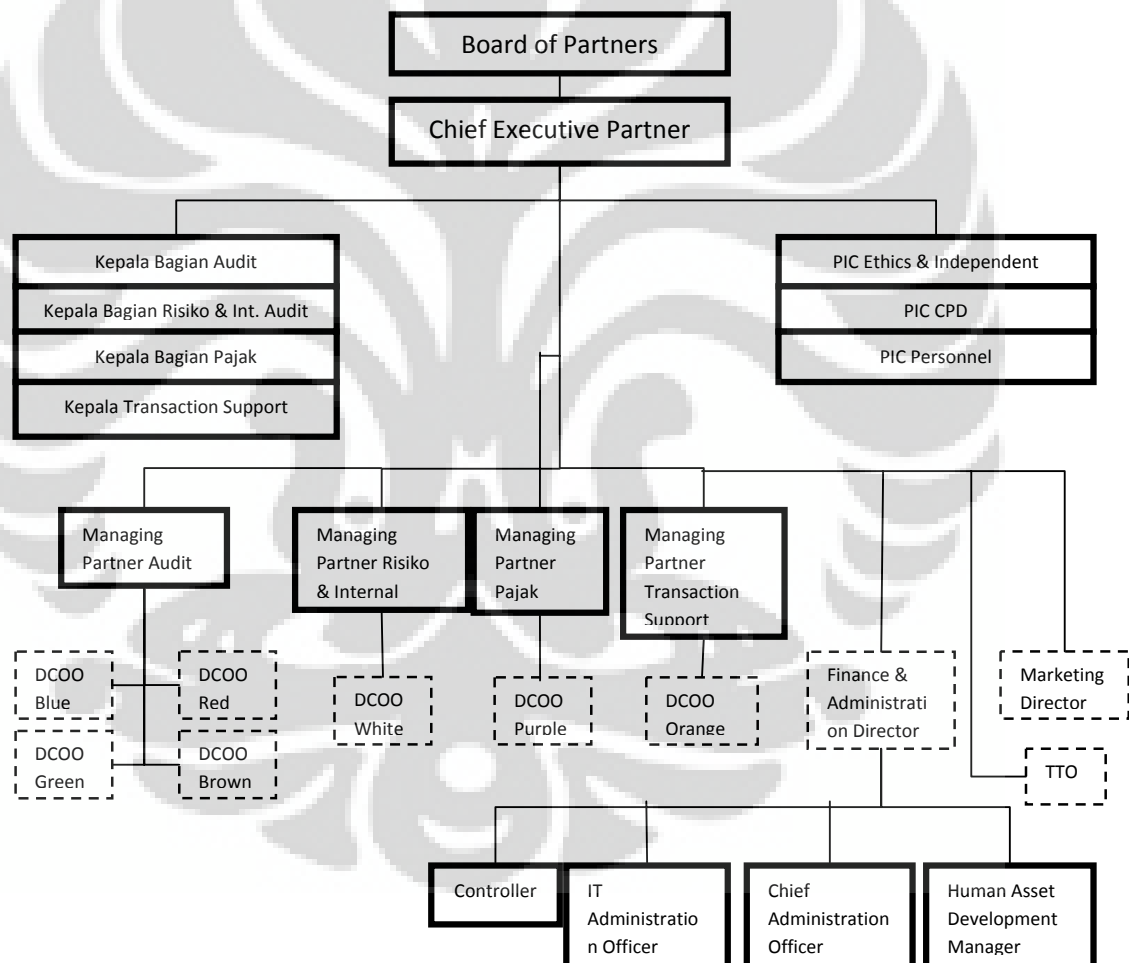 Board of Partners
Chief Executive Partner
Kepala Bagian Audit
Kepala Bagian Risiko & Int. Audit
Kepala Bagian Pajak
Kepala Transaction Support
PIC Ethics & Independent
PIC CPD
PIC Personnel
Managing
Partner Audit
Managing
Partner Risiko
& Internal
Managing
Partner
Pajak
Managing
Partner
Transaction
Support
DCOO
Blue
DCOO
Red
DCOO
Green
DCOO
Brown
DCOO
White
DCOO
Purple
DCOO
Orange
Finance &
Administrati
on Director
Marketing
Director
TTO
Controller
IT
Administratio
n Officer
Chief
Administration
Officer
Human Asset
Development
Manager